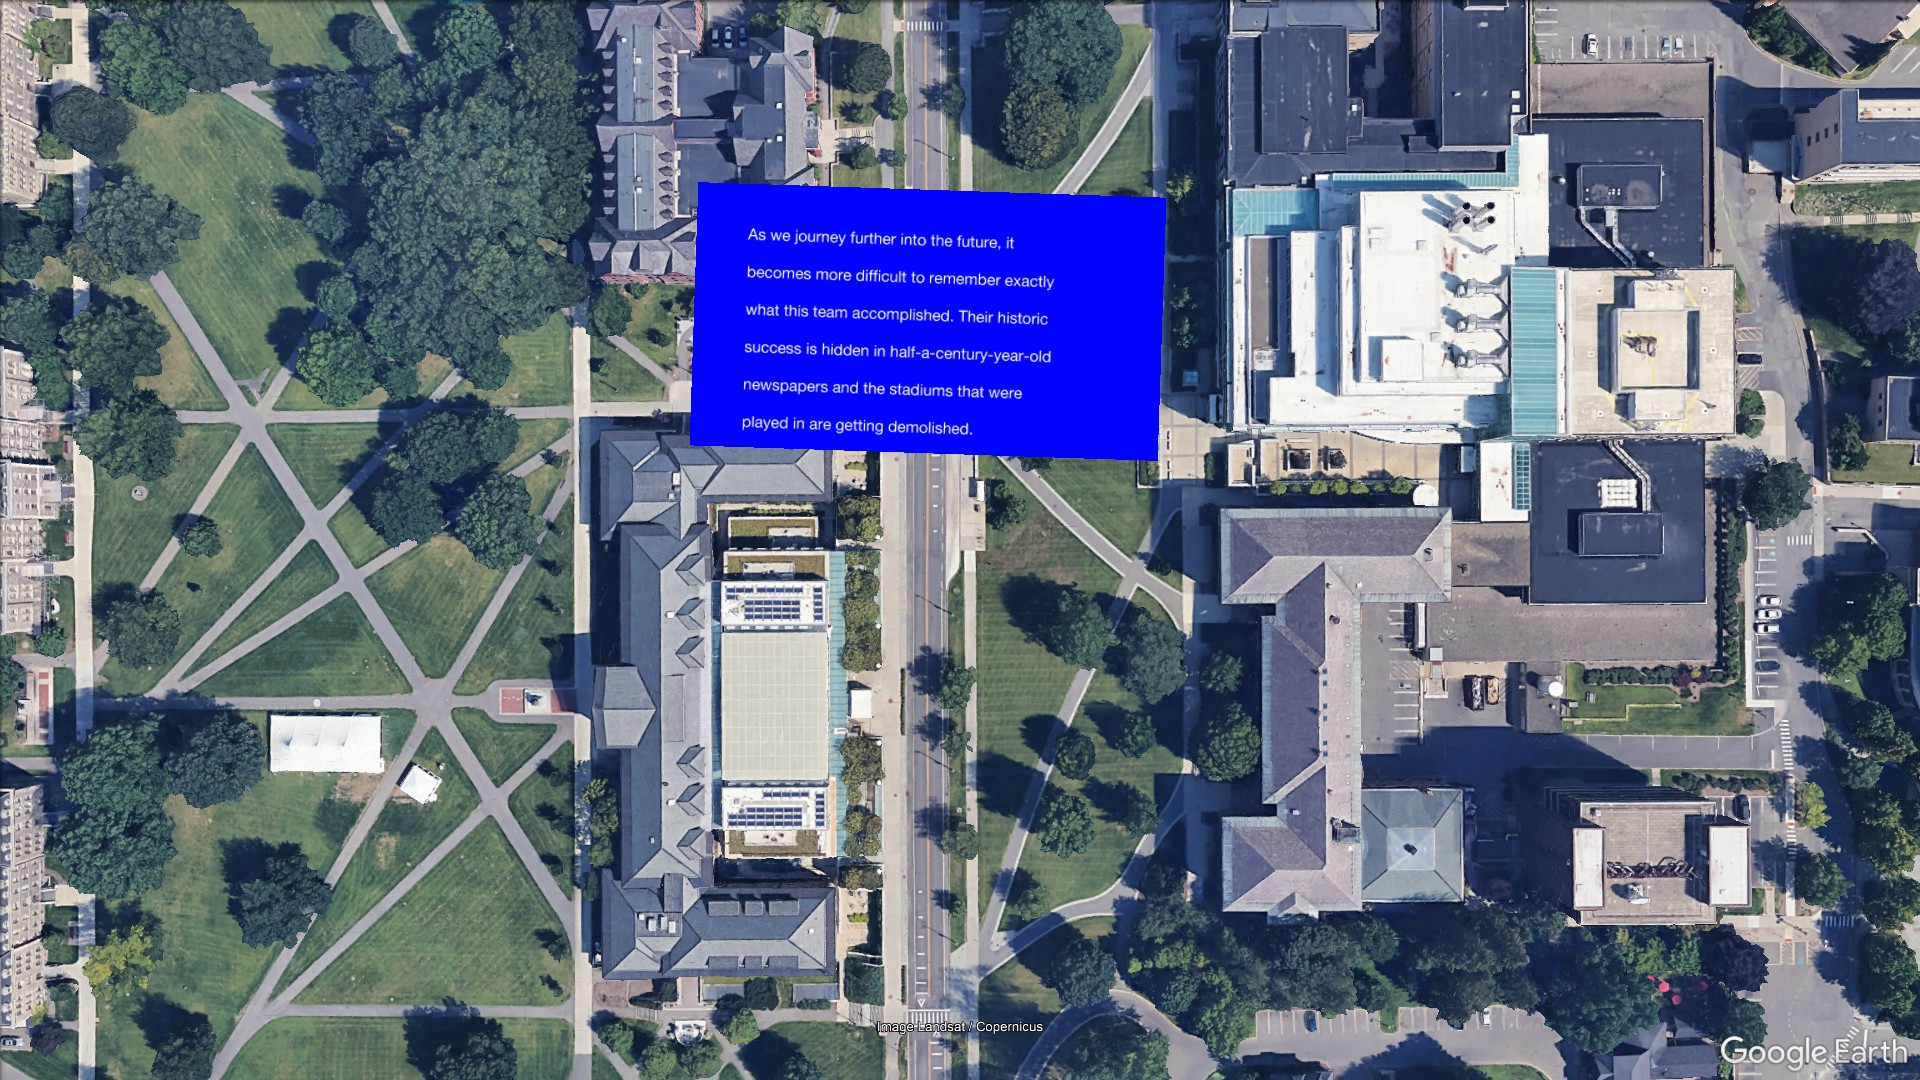 As we journey further into the future, it
becomes more difficult to remember exactly
what this team accomplished. Their historic
success is hidden in half-a-century-year-old
newspapers and the stadiums that were
played in are getting demolished.
Image Landsat / Copernicus
Google Earth